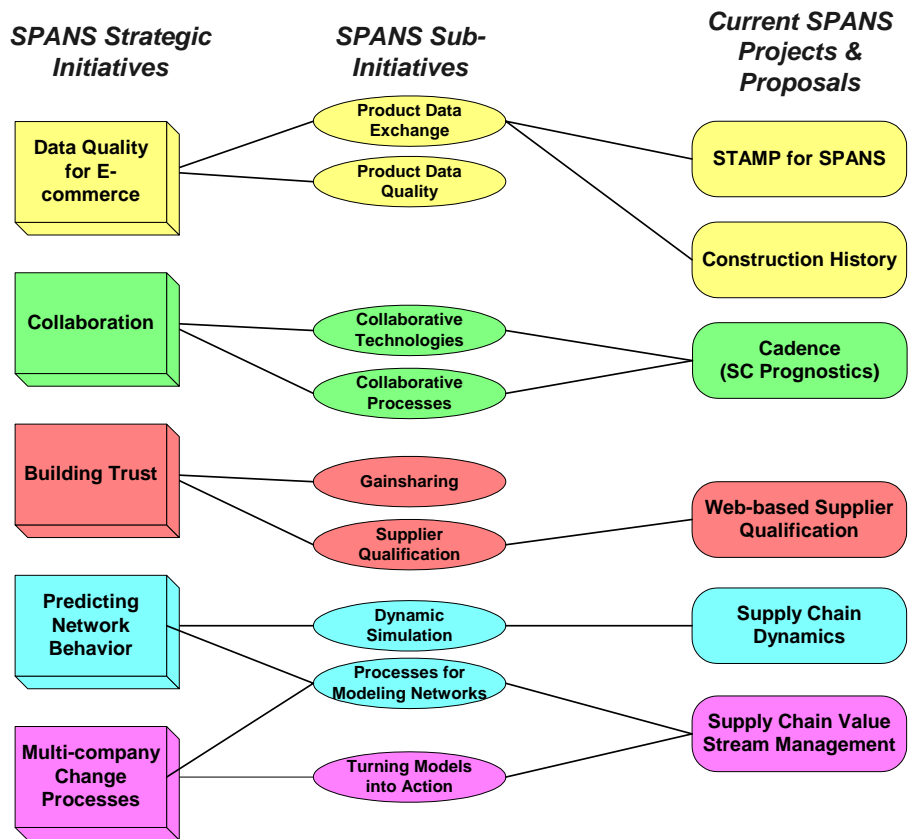 SPANS Strategic
Initiatives
SPANS Sub-
Initiatives
Current SPANS
Projects &
Proposals
Data Quality
for E-
commerce
Product Data
Exchange
Product Data
Quality
STAMP for SPANS
Construction History
Collaboration
Collaborative
Technologies
Collaborative
Processes
Cadence
(SC Prognostics)
Building Trust
Gainsharing
Supplier
Qualification
Web-based Supplier
Qualification
Predicting
Network
Behavior
Dynamic
Simulation
Processes for
Modeling Networks
Supply Chain
Dynamics
Multi-company
Change
Processes
Turning Models
into Action
Supply Chain Value
Stream Management